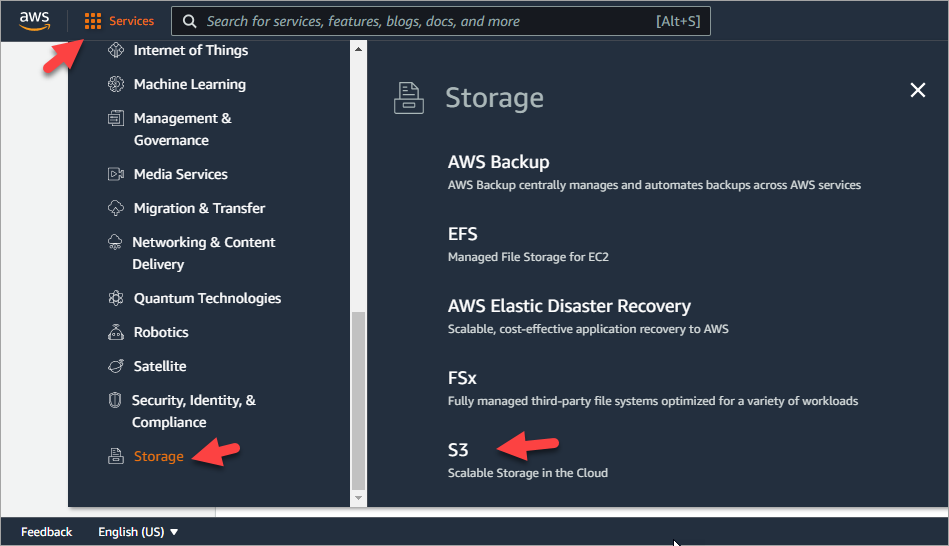 aws
Services
Search for services, features, blogs, docs, and more
[Alt+S]
Internet of Things
Machine Learning
Management &
Governance
Media Services
Migration & Transfer
Networking & Content
Delivery
Quantum Technologies
Robotics
Satellite
Security, Identity, &
Compliance
Storage
Storage
AWS Backup
AWS Backup centrally manages and automates backups across AWS services
EFS
Managed File Storage for EC2
AWS Elastic Disaster Recovery
Scalable, cost-effective application recovery to AWS
FSx
Fully managed third-party file systems optimized for a variety of workloads
S3
Scalable Storage in the Cloud
Feedback
English (US)